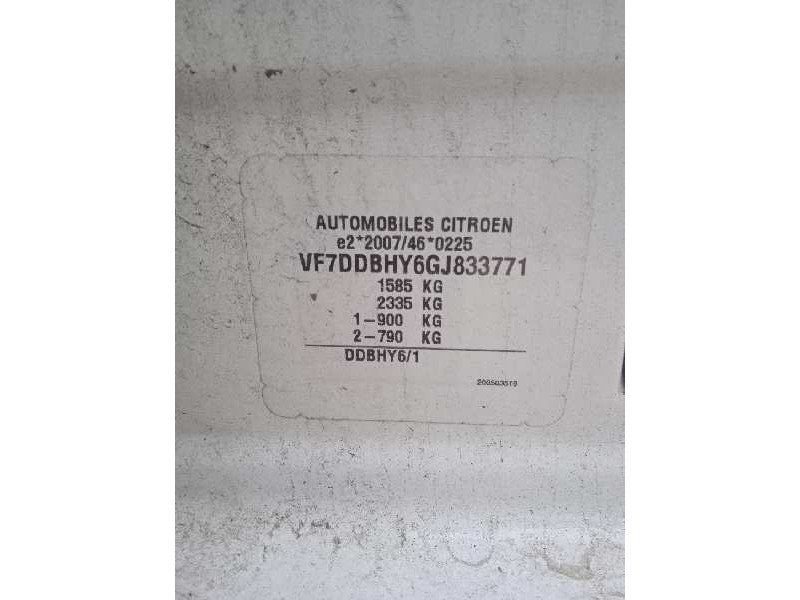 AUTOMOBILES CITROEN
e2*2007/46*0225
VF7DDBHY6GJ833771
1585 KG
2335 KG
1-900 KG
2-790 KG
DDBHY6/1